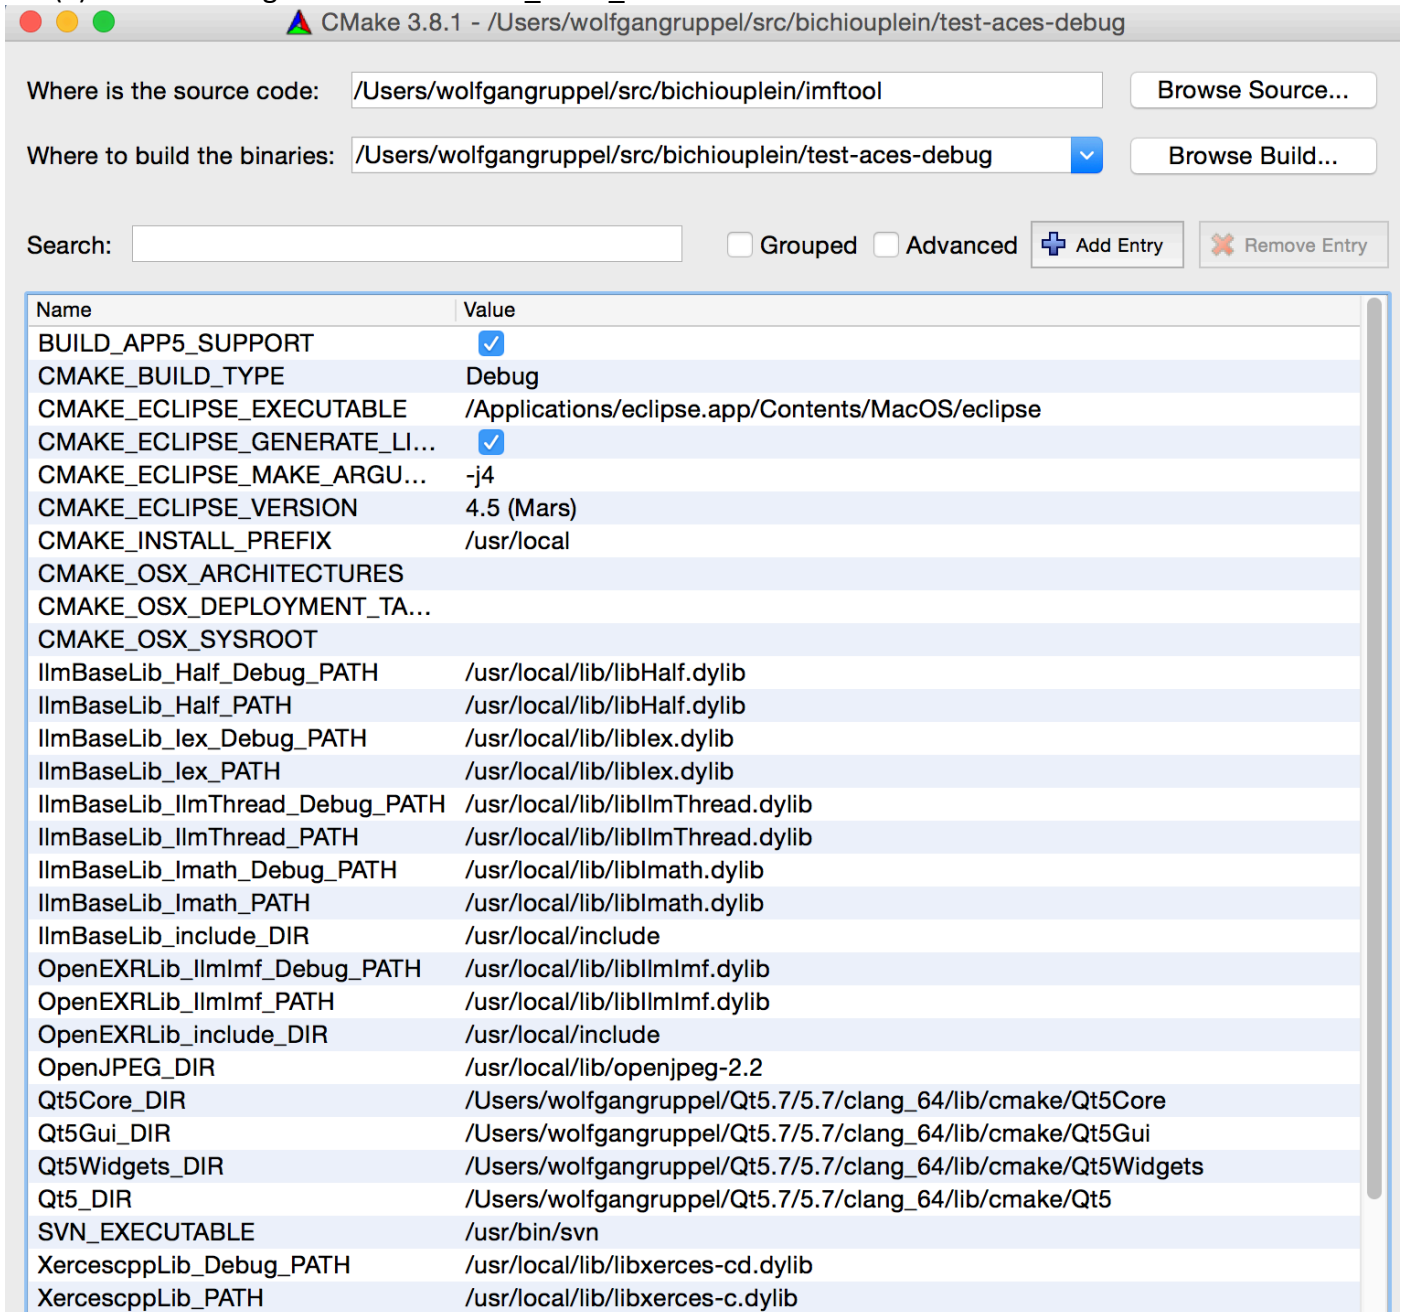 CMake 3.8.1 - /Users/wolfgangruppel/src/bichiouplein/test-aces-debug
Where is the source code: /Users/wolfgangruppel/src/bichiouplein/imftool Browse Source...
Where to build the binaries: /Users/wolfgangruppel/src/bichiouplein/test-aces-debug Browse Build...
Search: Grouped Advanced Add Entry Remove Entry
Name Value
BUILD_APP5_SUPPORT
CMAKE_BUILD_TYPE Debug
CMAKE_ECLIPSE_EXECUTABLE /Applications/eclipse.app/Contents/MacOS/eclipse
CMAKE_ECLIPSE_GENERATE_LI...
CMAKE_ECLIPSE_MAKE_ARGU... -j4
CMAKE_ECLIPSE_VERSION 4.5 (Mars)
CMAKE_INSTALL_PREFIX /usr/local
CMAKE_OSX_ARCHITECTURES
CMAKE_OSX_DEPLOYMENT_TA...
CMAKE_OSX_SYSROOT
IlmBaseLib_Half_Debug_PATH /usr/local/lib/libHalf.dylib
IlmBaseLib_Half_PATH /usr/local/lib/libHalf.dylib
IlmBaseLib_Iex_Debug_PATH /usr/local/lib/libIex.dylib
IlmBaseLib_Iex_PATH /usr/local/lib/libIex.dylib
IlmBaseLib_IlmThread_Debug_PATH /usr/local/lib/libIlmThread.dylib
IlmBaseLib_IlmThread_PATH /usr/local/lib/libIlmThread.dylib
IlmBaseLib_Imath_Debug_PATH /usr/local/lib/libImath.dylib
IlmBaseLib_Imath_PATH /usr/local/lib/libImath.dylib
IlmBaseLib_include_DIR /usr/local/include
OpenEXRLib_IlmImf_Debug_PATH /usr/local/lib/libIlmImf.dylib
OpenEXRLib_IlmImf_PATH /usr/local/lib/libIlmImf.dylib
OpenEXRLib_include_DIR /usr/local/include
OpenJPEG_DIR /usr/local/lib/openjpeg-2.2
Qt5Core_DIR /Users/wolfgangruppel/Qt5.7/5.7/clang_64/lib/cmake/Qt5Core
Qt5Gui_DIR /Users/wolfgangruppel/Qt5.7/5.7/clang_64/lib/cmake/Qt5Gui
Qt5Widgets_DIR /Users/wolfgangruppel/Qt5.7/5.7/clang_64/lib/cmake/Qt5Widgets
Qt5_DIR /Users/wolfgangruppel/Qt5.7/5.7/clang_64/lib/cmake/Qt5
SVN_EXECUTABLE /usr/bin/svn
XercescppLib_Debug_PATH /usr/local/lib/libxerces-cd.dylib
XercescppLib_PATH /usr/local/lib/libxerces-c.dylib